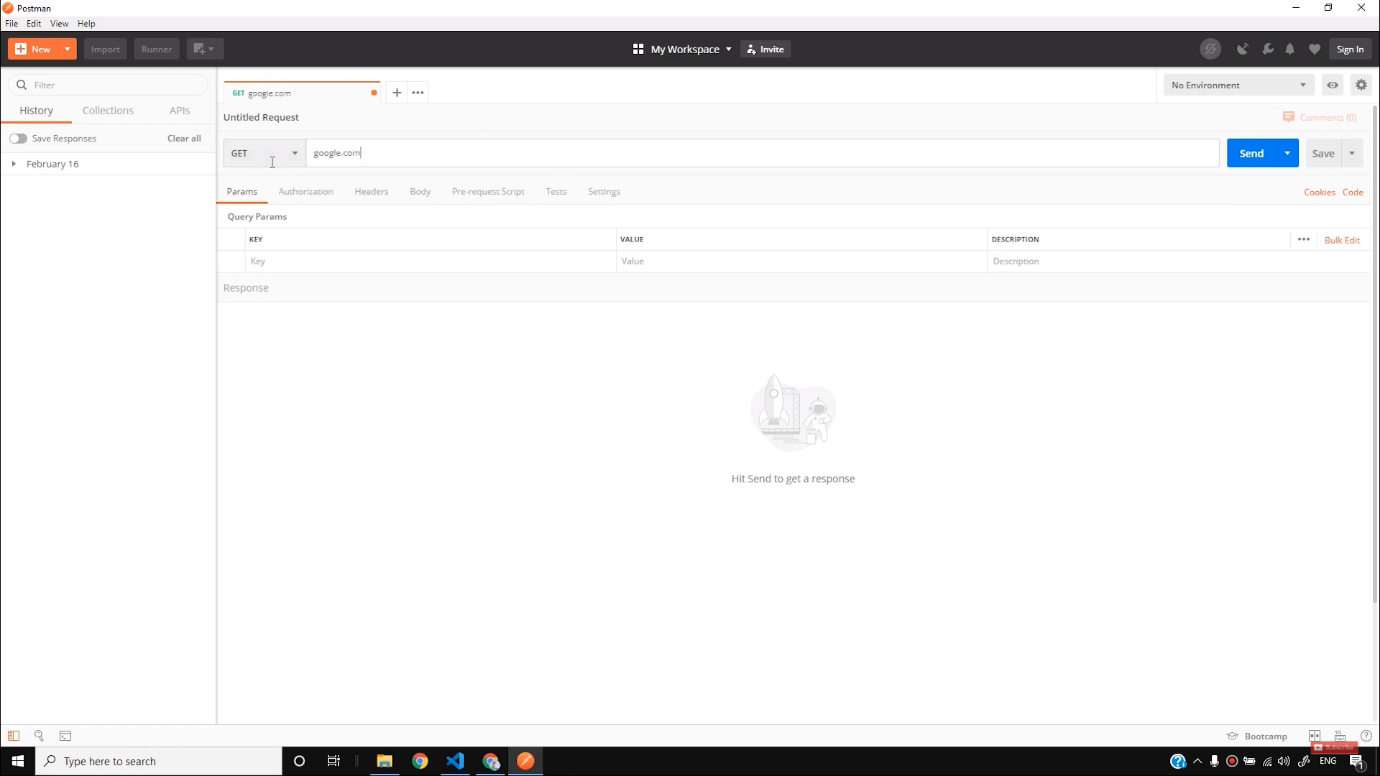 Postman
File Edit View Help
New Import Runner My Workspace Invite Sign In
Filter
History Collections APIs
Save Responses Clear all
February 16
GET google.com
No Environment
Untitled Request
Comments (0)
GET google.com Send Save
Params Authorization Headers Body Pre-request Script Tests Settings Cookies Code
Query Params
KEY VALUE DESCRIPTION Bulk Edit
Key Value Description
Response
Hit Send to get a response
Bootcamp
Subscribe
Type here to search
ENG
1